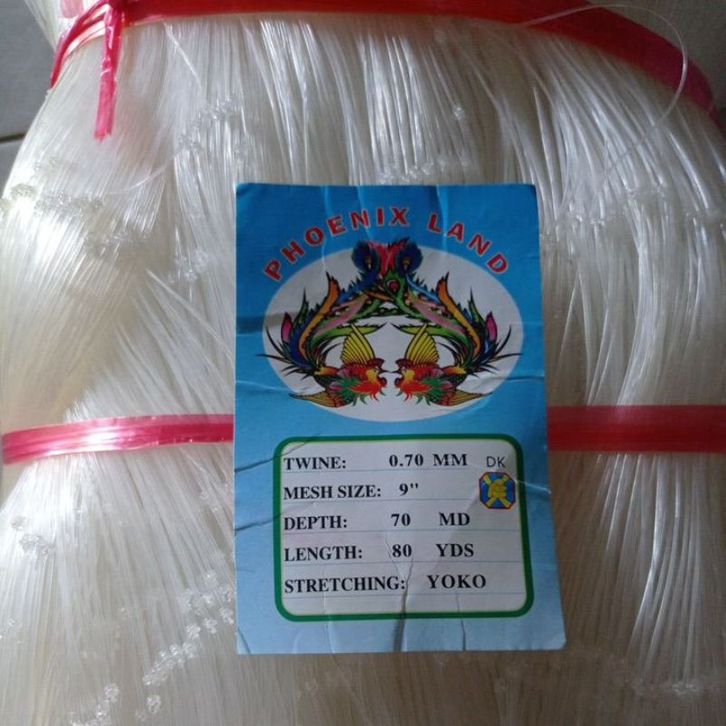 PHOENIX LAND
TWINE: 0.70 MM DK
MESH SIZE: 9"
DEPTH: 70 MD
LENGTH: 80 YDS
STRETCHING: YOKO